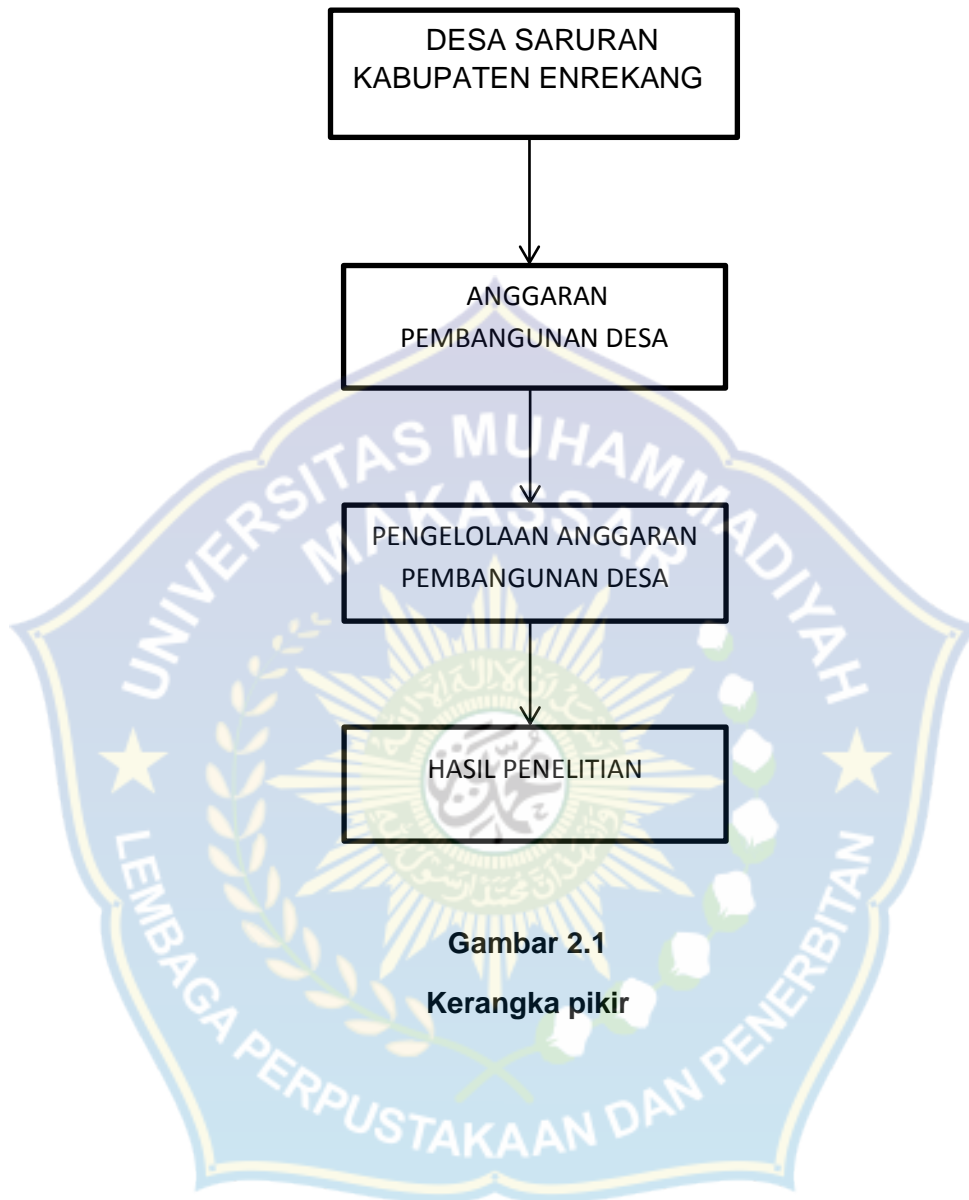 DESA SARURAN
KABUPATEN ENREKANG
ANGGARAN
PEMBANGUNAN DESA
UNIVERSITAS MUHAMMADIYAH
MAKASSAR
PENGELOLAAN ANGGARAN
PEMBANGUNAN DESA
HASIL PENELITIAN
Gambar 2.1
Kerangka pikir
LEMBAGA PERPUSTAKAAN DAN PENERBITAN